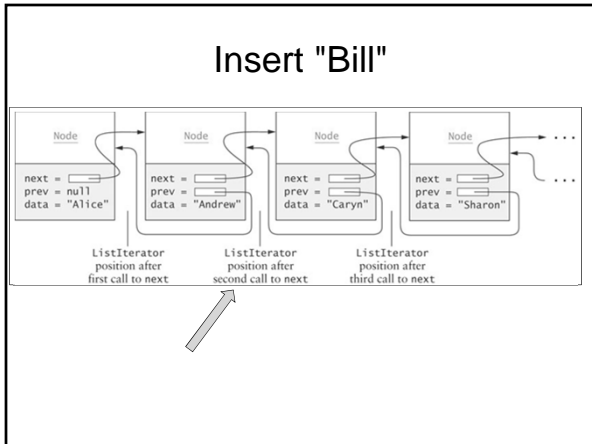 Insert "Bill"
Node Node Node Node
next = next = next = next = ...
prev = null prev = prev = prev = ...
data = "Alice" data = "Andrew" data = "Caryn" data = "Sharon"
ListIterator ListIterator ListIterator
position after position after position after
first call to next second call to next third call to next